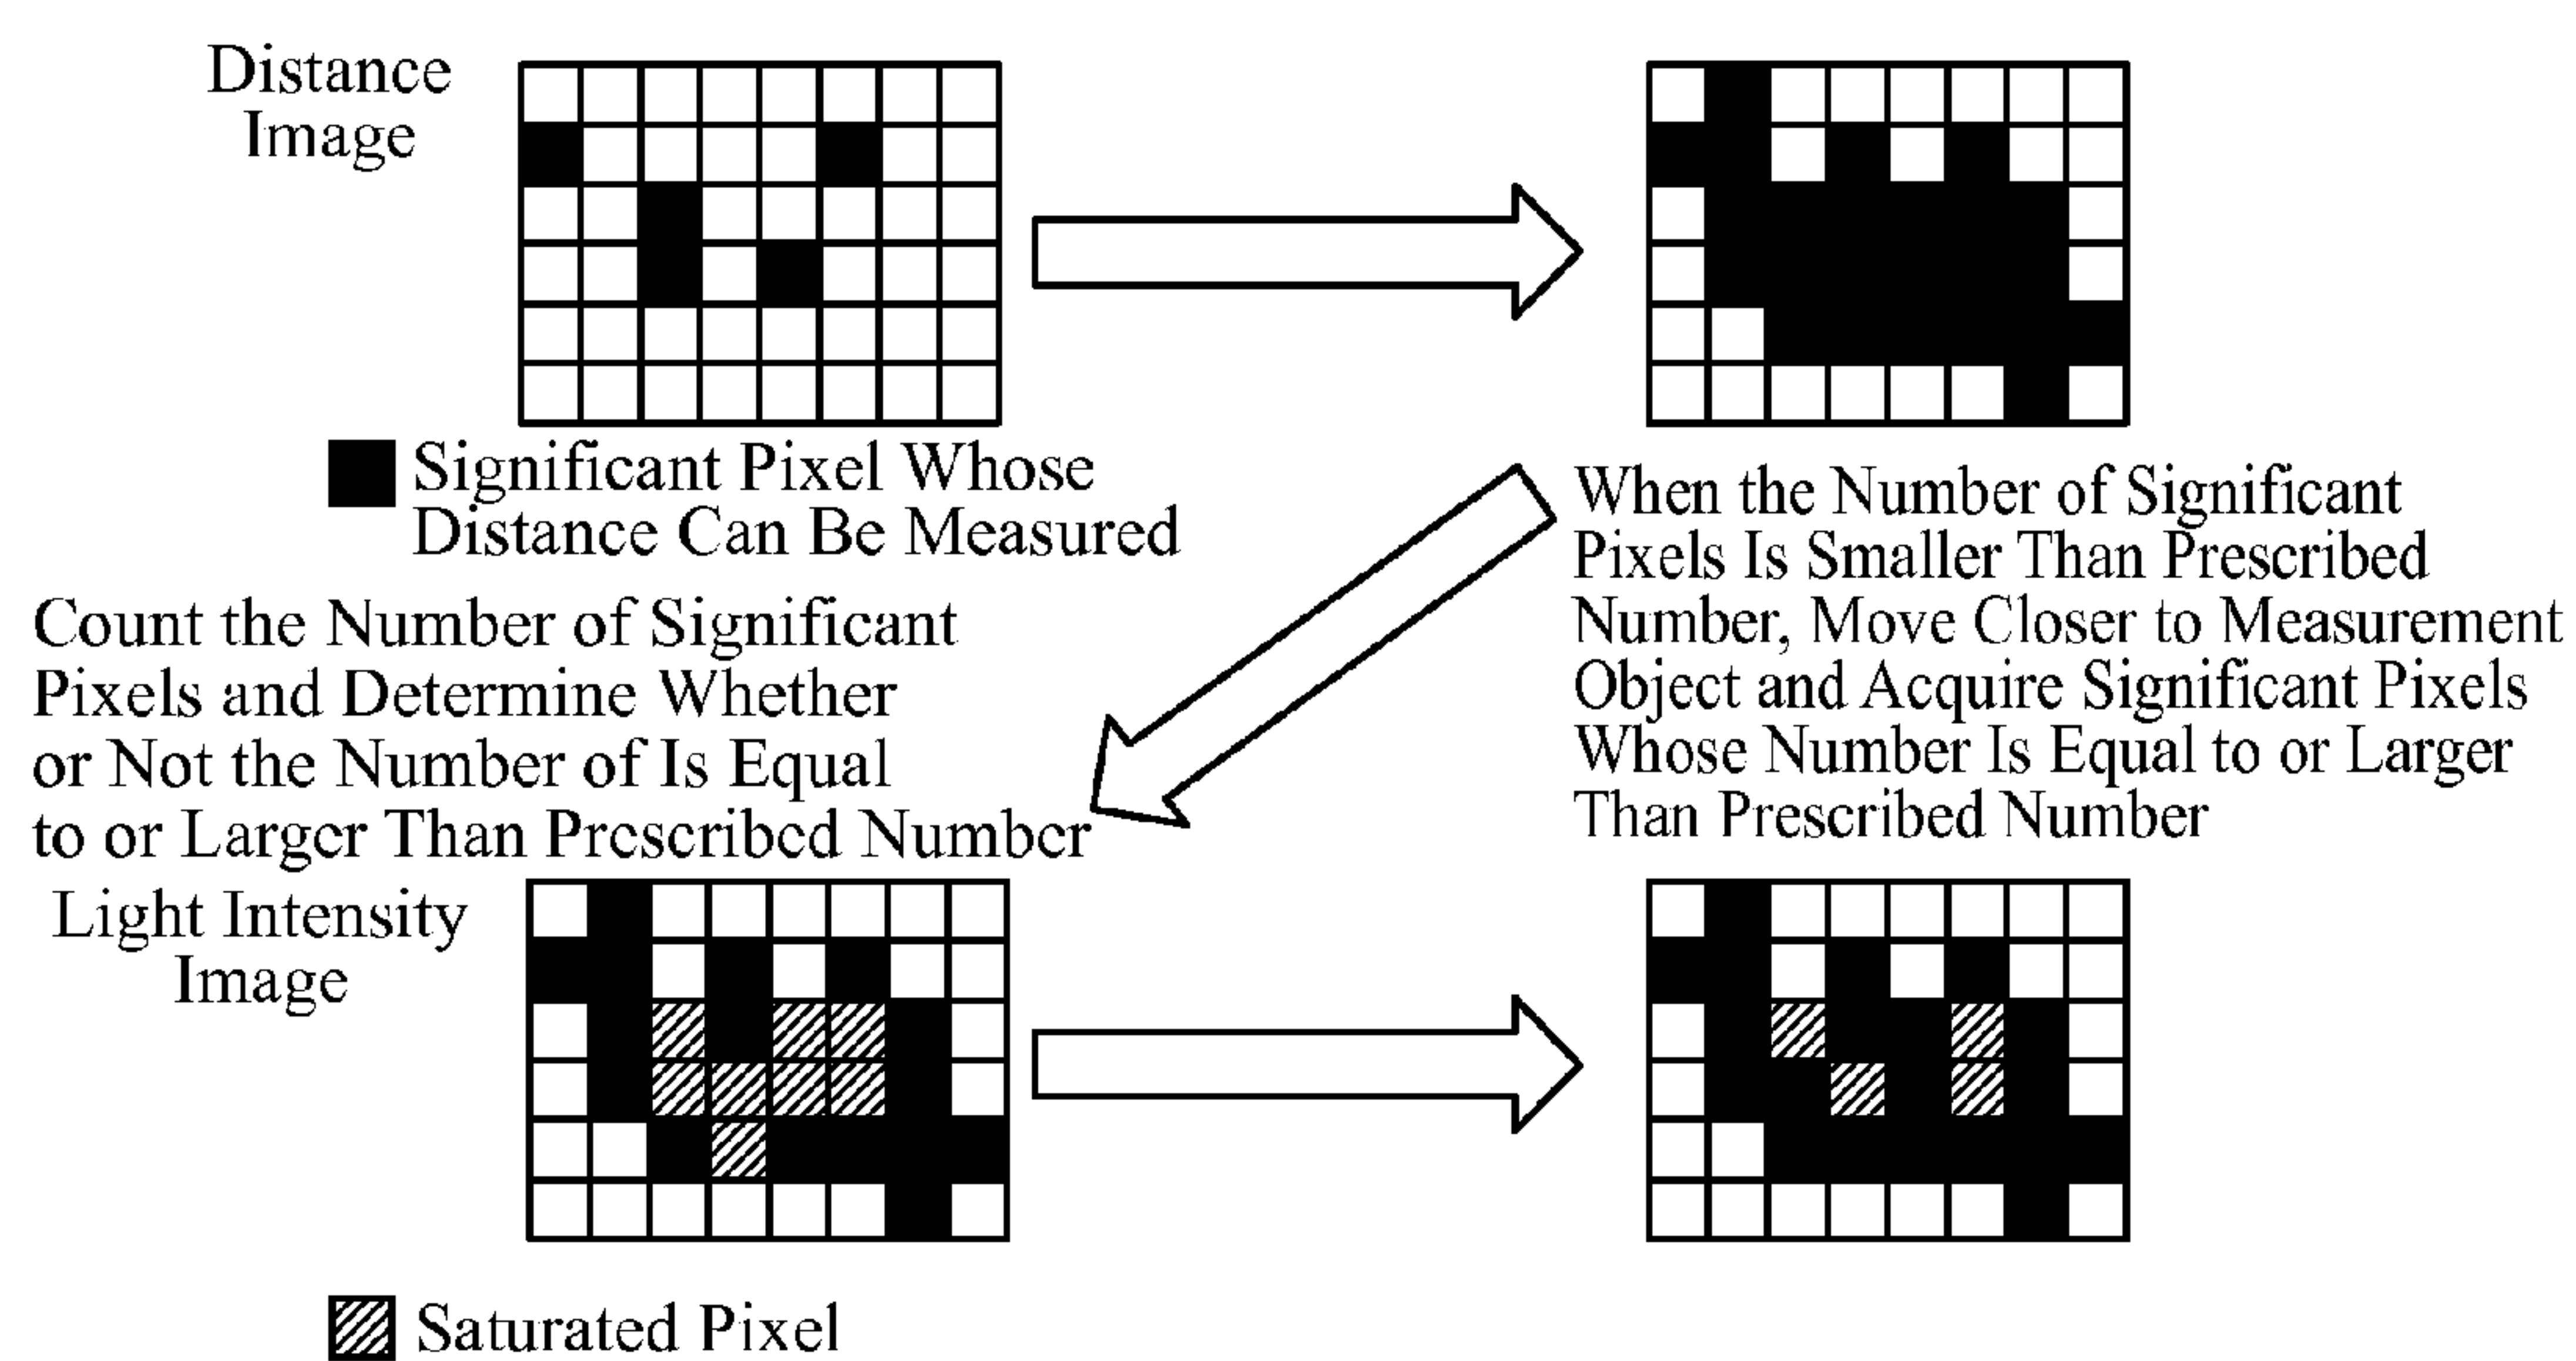 Distance
Image
Significant Pixel Whose
Distance Can Be Measured
Count the Number of Significant
Pixels and Determine Whether
or Not the Number of Is Equal
to or Larger Than Prescribed Number
When the Number of Significant
Pixels Is Smaller Than Prescribed
Number, Move Closer to Measurement
Object and Acquire Significant Pixels
Whose Number Is Equal to or Larger
Than Prescribed Number
Light Intensity
Image
Saturated Pixel